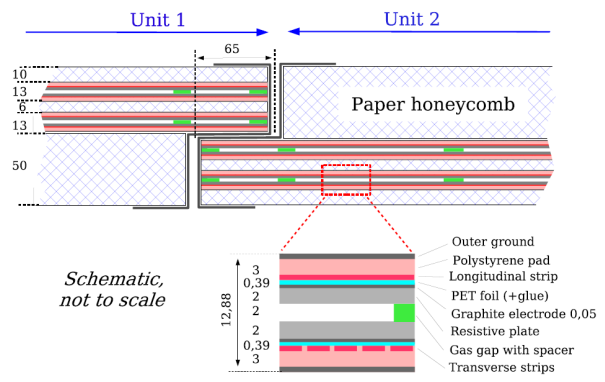 Unit 1
Unit 2
65
10
13
6
13
50
Paper honeycomb
Schematic,
not to scale
12,88
3
0,39
2
2
2
0,39
3
Outer ground
Polystyrene pad
Longitudinal strip
PET foil (+glue)
Graphite electrode 0,05
Resistive plate
Gas gap with spacer
Transverse strips